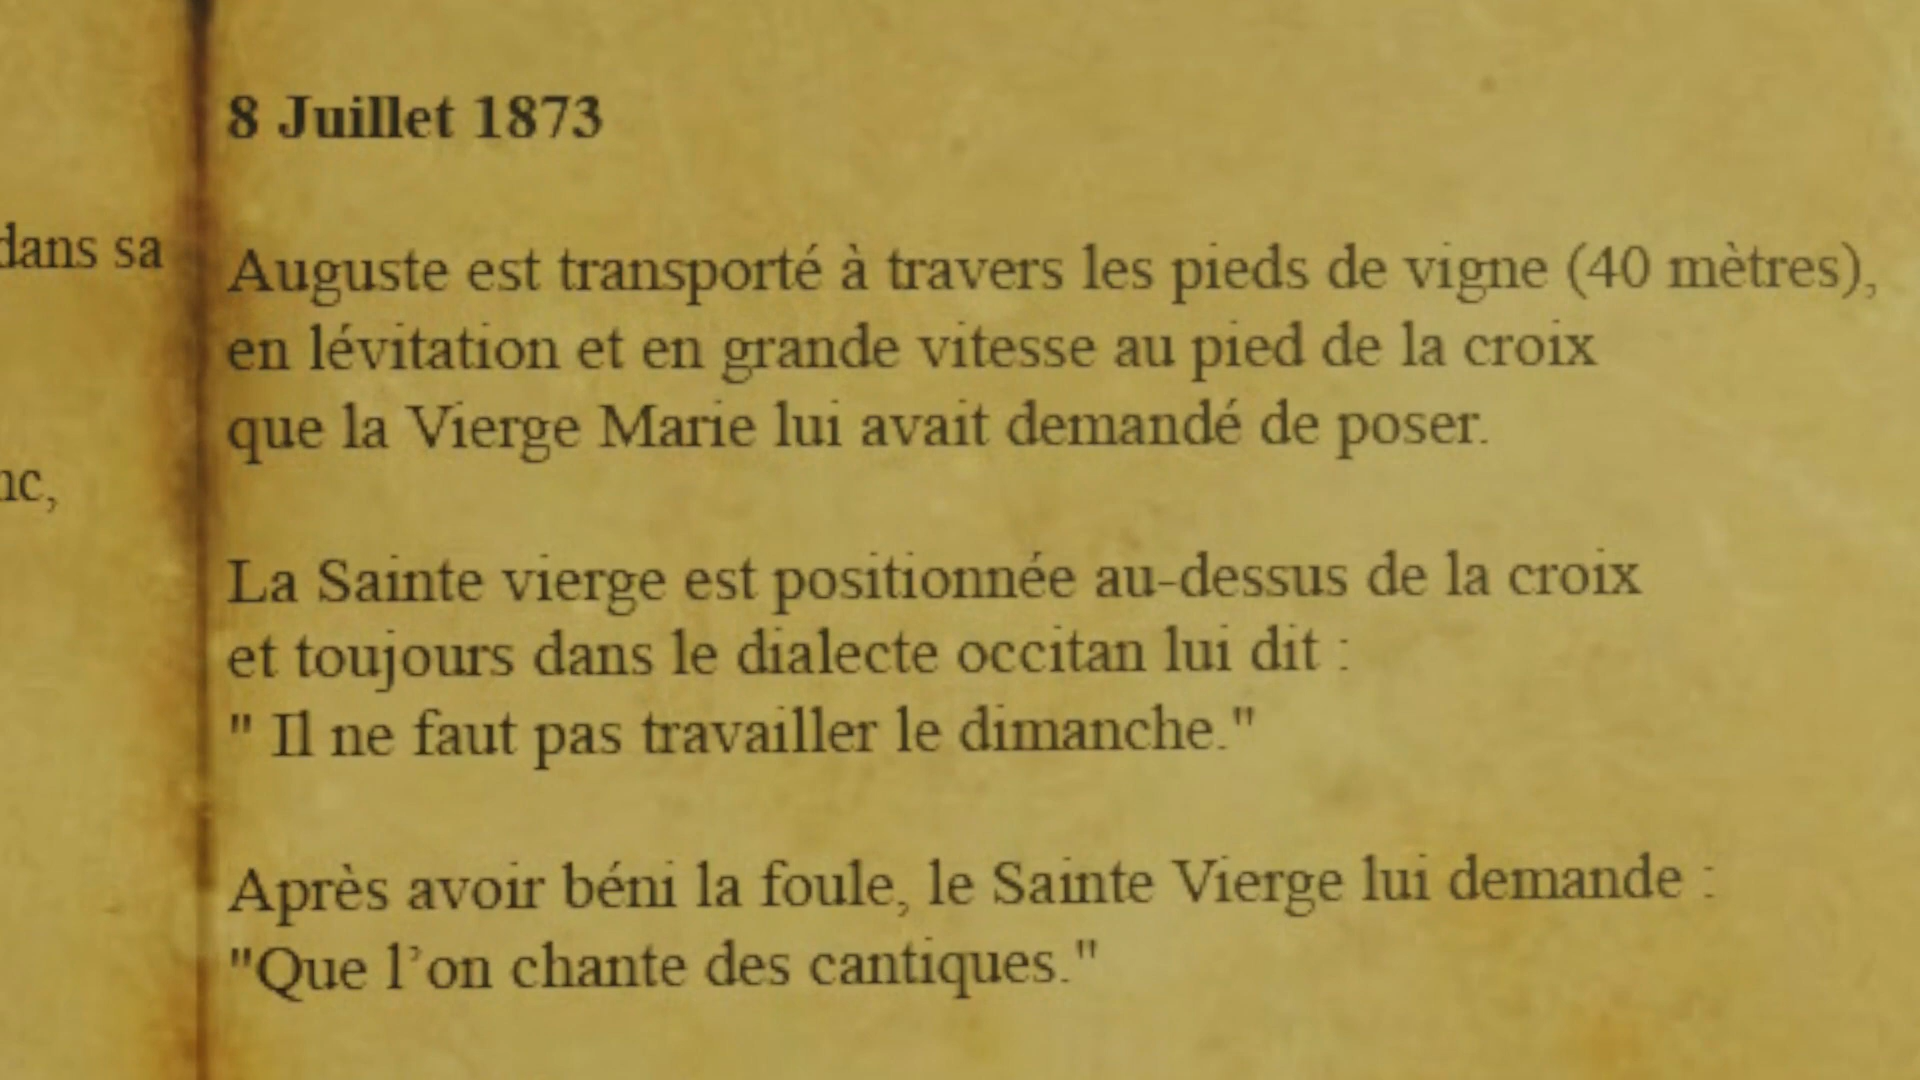 dans sa
nc,
8 Juillet 1873
Auguste est transporté à travers les pieds de vigne (40 mètres),
en lévitation et en grande vitesse au pied de la croix
que la Vierge Marie lui avait demandé de poser.
La Sainte vierge est positionnée au-dessus de la croix
et toujours dans le dialecte occitan lui dit :
" Il ne faut pas travailler le dimanche."
Après avoir béni la foule, le Sainte Vierge lui demande :
"Que l'on chante des cantiques."